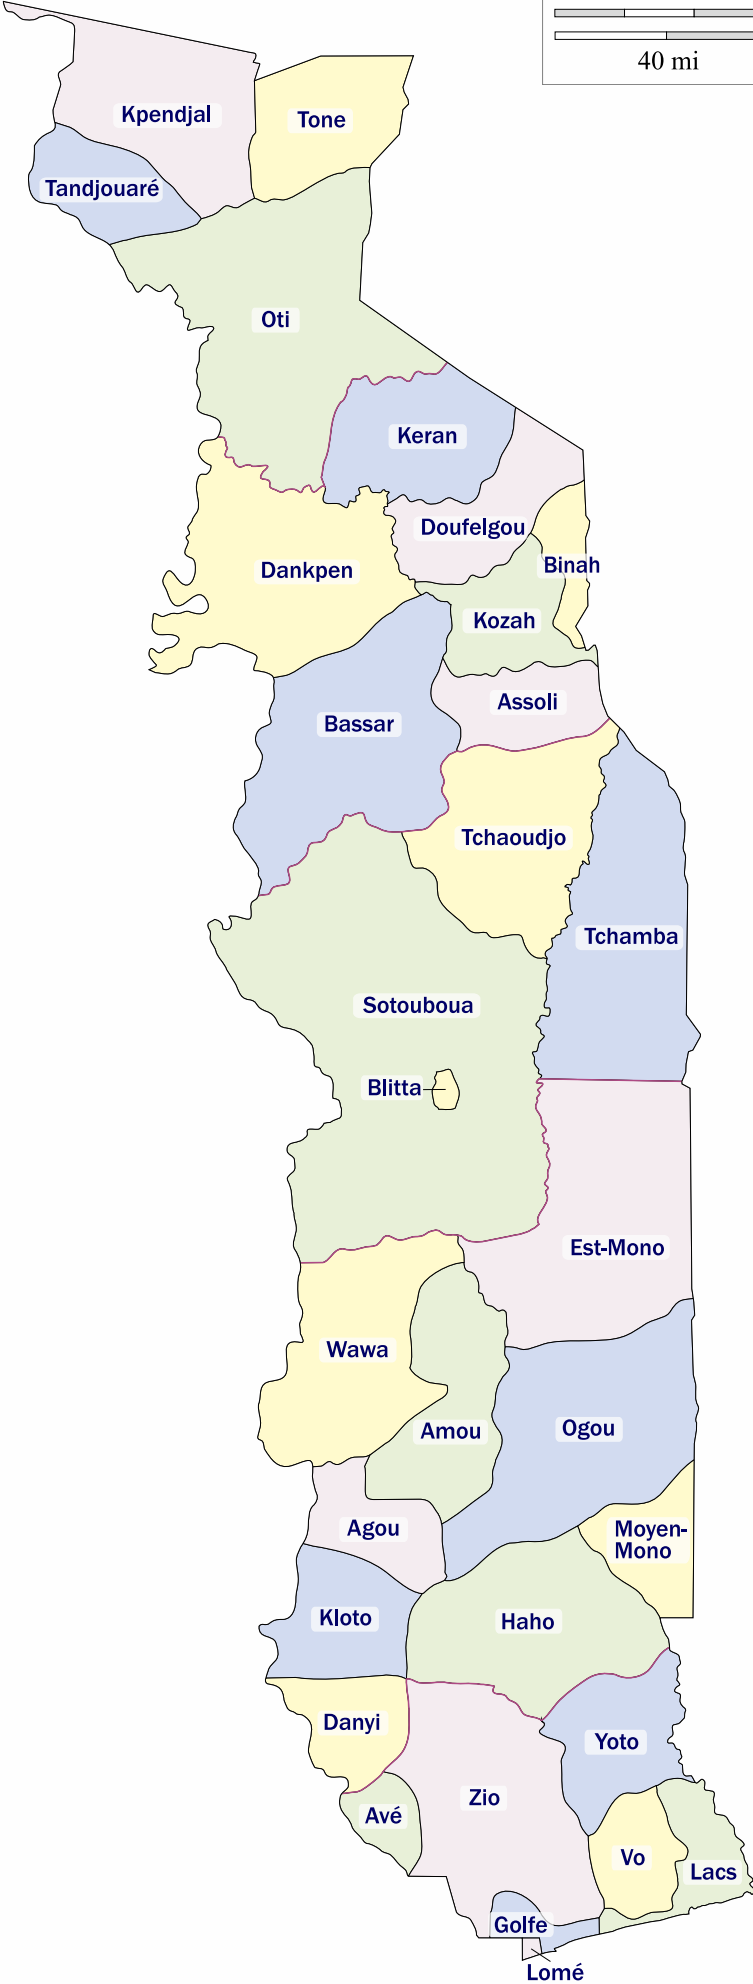 40 mi
Kpendjal
Tone
Tandjouaré
Oti
Keran
Doufelgou
Binah
Dankpen
Kozah
Assoli
Bassar
Tchaoudjo
Tchamba
Sotouboua
Blitta
Est-Mono
Wawa
Amou
Ogou
Agou
Moyen-
Mono
Kloto
Haho
Danyi
Yoto
Zio
Avé
Vo
Lacs
Golfe
Lomé